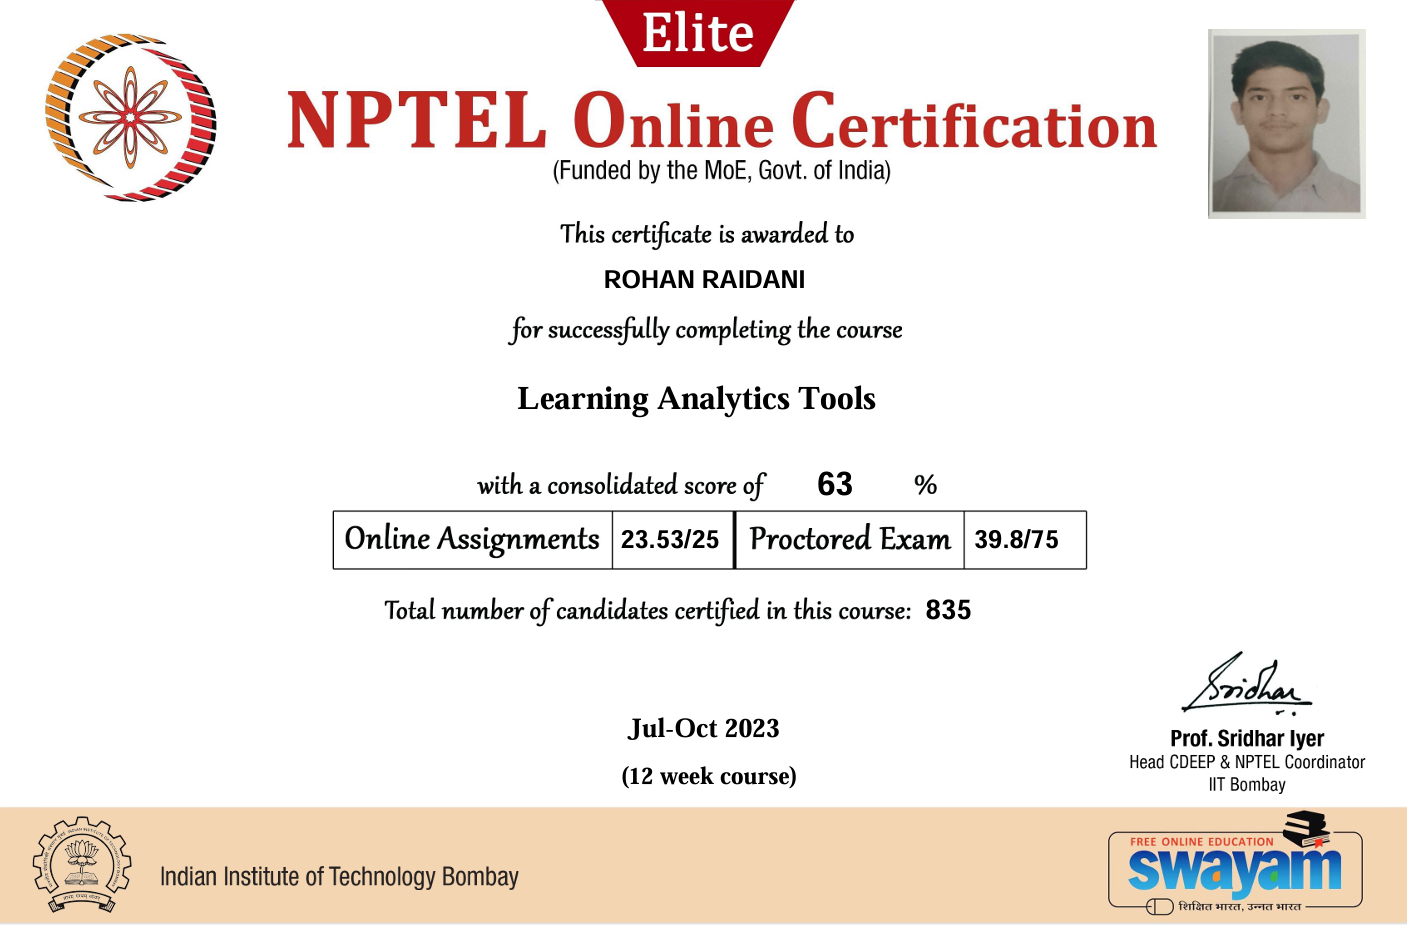 Elite
NPTEL Online Certification
(Funded by the MoE, Govt. of India)
This certificate is awarded to
ROHAN RAIDANI
for successfully completing the course
Learning Analytics Tools
with a consolidated score of 63 %
Online Assignments 23.53/25 Proctored Exam 39.8/75
Total number of candidates certified in this course: 835
Sridhar
Jul-Oct 2023
(12 week course)
Prof. Sridhar Iyer
Head CDEEP & NPTEL Coordinator
IIT Bombay
Indian Institute of Technology Bombay
FREE ONLINE EDUCATION
swayam
शिक्षित भारत, उन्नत भारत